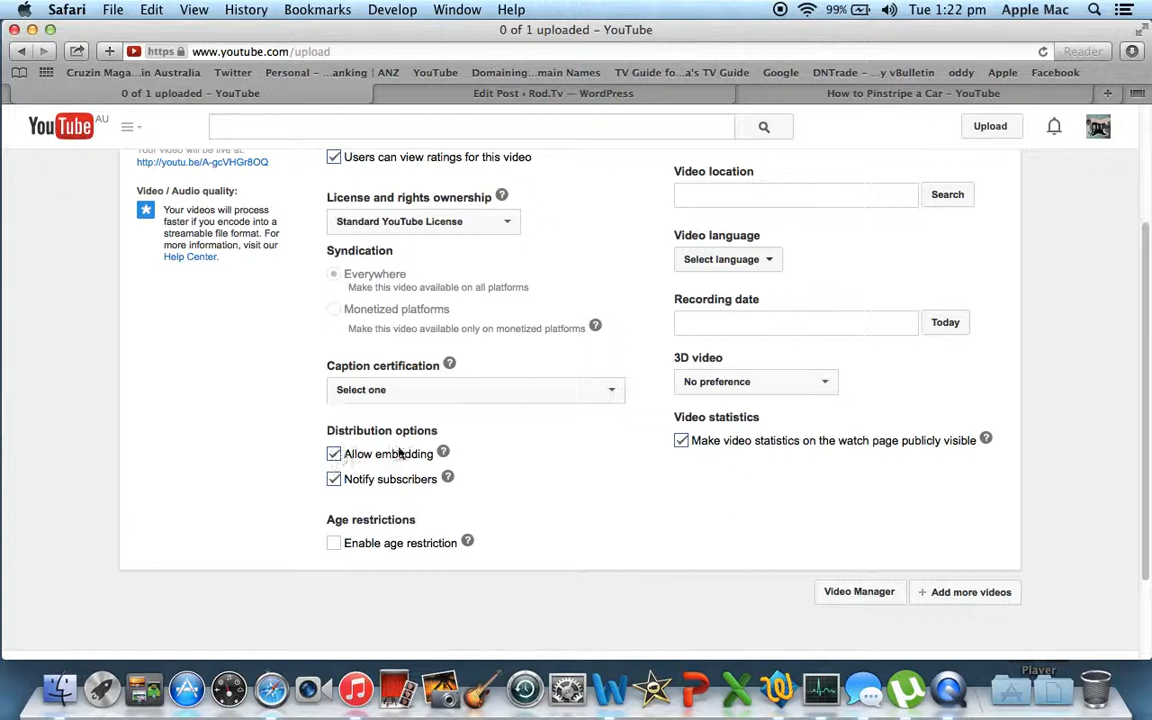 Safari File Edit View History Bookmarks Develop Window Help 99% Tue 1:22 pm Apple Mac
0 of 1 uploaded – YouTube
https www.youtube.com/upload Reader
Cruzin Maga...in Australia Twitter Personal – ...anking | ANZ YouTube Domaining...main Names TV Guide fo...a's TV Guide Google DNTrade – ...y vBulletin oddy Apple Facebook
0 of 1 uploaded – YouTube Edit Post ‹ Rod.Tv — WordPress How to Pinstripe a Car – YouTube
YouTube AU Upload
Your video will be live at:
http://youtu.be/A-gcVHGr8OQ
Video / Audio quality:
Your videos will process
faster if you encode into a
streamable file format. For
more information, visit our
Help Center.
Users can view ratings for this video
License and rights ownership ?
Standard YouTube License
Syndication
Everywhere
Make this video available on all platforms
Monetized platforms
Make this video available only on monetized platforms ?
Caption certification ?
Select one
Distribution options
Allow embedding ?
Notify subscribers ?
Age restrictions
Enable age restriction ?
Video location
Search
Video language
Select language
Recording date
Today
3D video
No preference
Video statistics
Make video statistics on the watch page publicly visible ?
Video Manager + Add more videos
Player